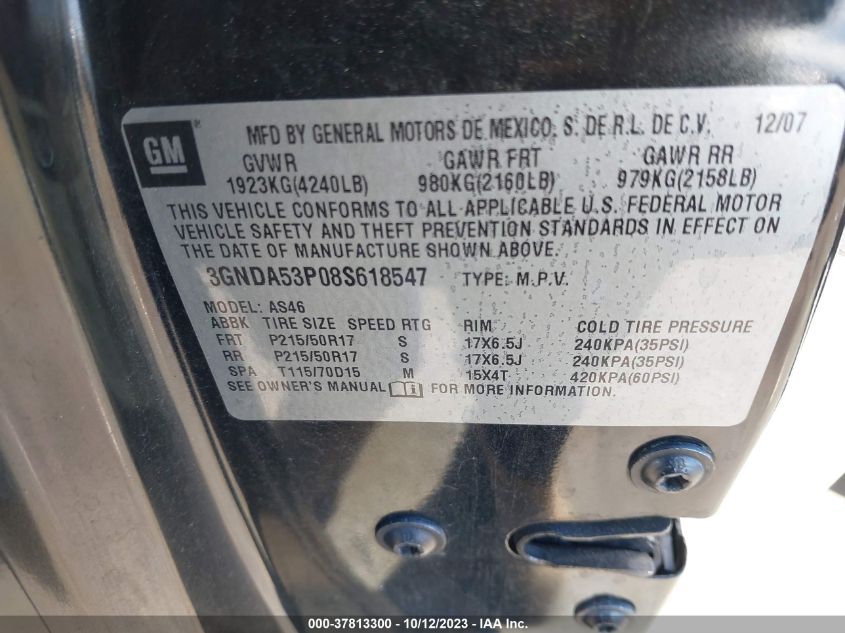 GM®
MFD BY GENERAL MOTORS DE MEXICO, S. DE R.L. DE C.V. 12/07
GVWR GAWR FRT GAWR RR
1923KG(4240LB) 980KG(2160LB) 979KG(2158LB)
THIS VEHICLE CONFORMS TO ALL APPLICABLE U.S. FEDERAL MOTOR
VEHICLE SAFETY AND THEFT PREVENTION STANDARDS IN EFFECT ON
THE DATE OF MANUFACTURE SHOWN ABOVE.
3GNDA53P08S618547 TYPE: M.P.V.
MODEL: AS46
ABBK TIRE SIZE SPEED RTG RIM COLD TIRE PRESSURE
FRT P215/50R17 S 17X6.5J 240KPA(35PSI)
RR P215/50R17 S 17X6.5J 240KPA(35PSI)
SPA T115/70D15 M 15X4T 420KPA(60PSI)
SEE OWNER'S MANUAL i FOR MORE INFORMATION.
000-37813300 - 10/12/2023 - IAA Inc.